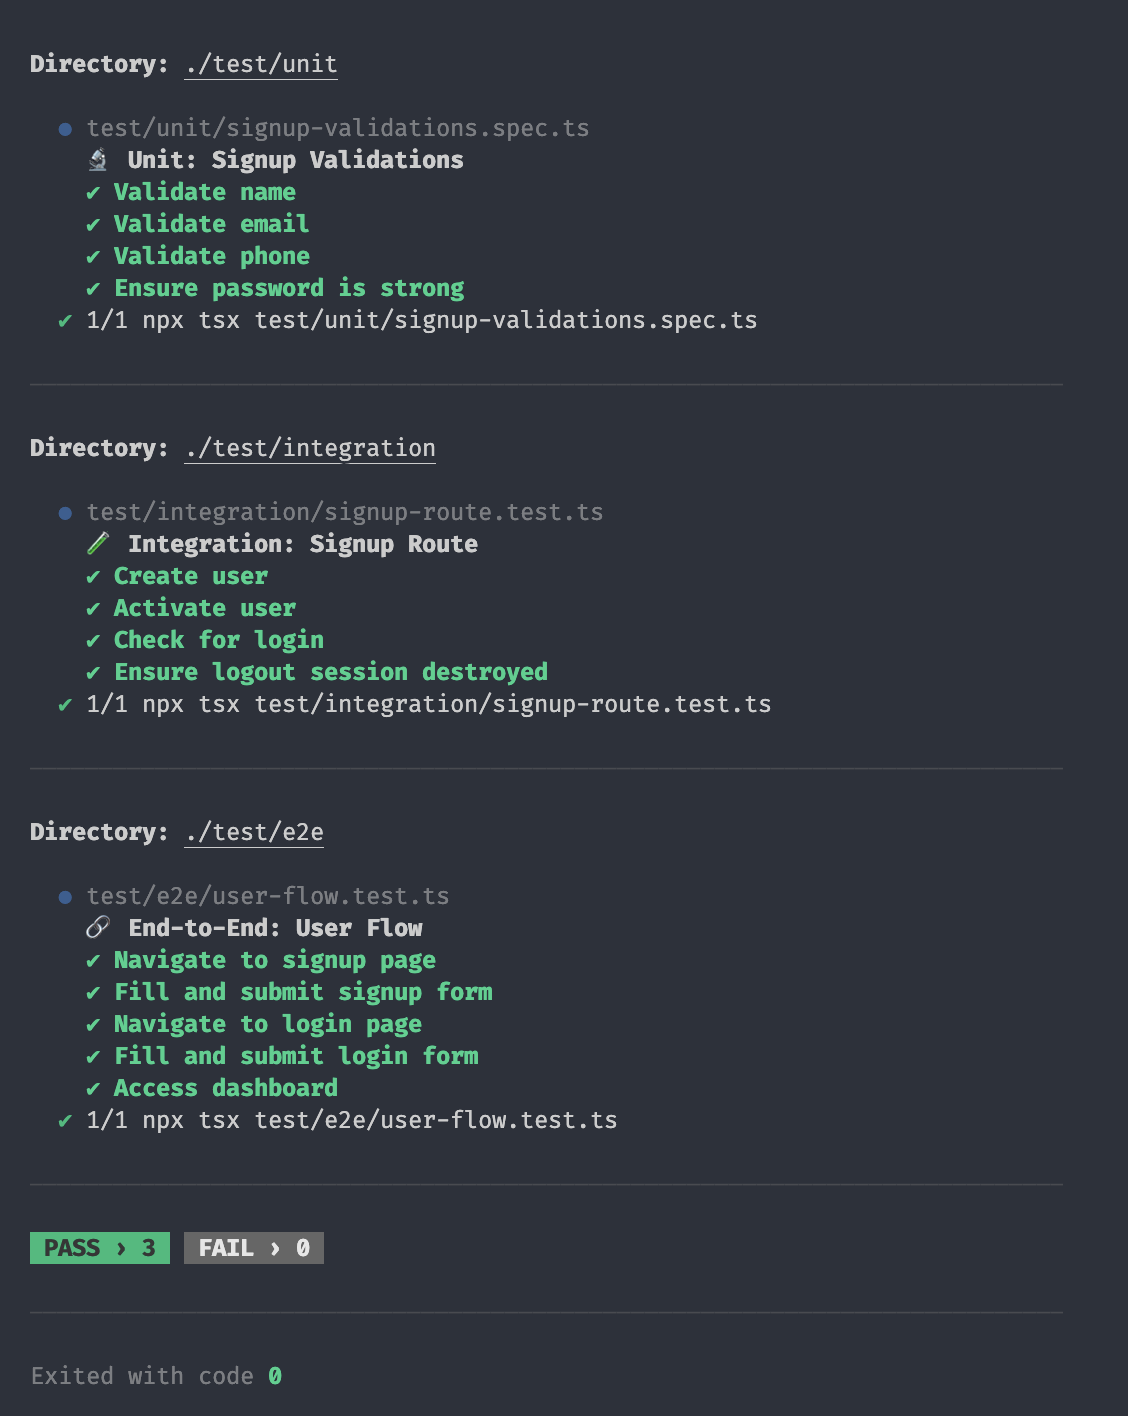 Directory: ./test/unit
● test/unit/signup-validations.spec.ts
🔬 Unit: Signup Validations
✔ Validate name
✔ Validate email
✔ Validate phone
✔ Ensure password is strong
✔ 1/1 npx tsx test/unit/signup-validations.spec.ts
Directory: ./test/integration
● test/integration/signup-route.test.ts
🧪 Integration: Signup Route
✔ Create user
✔ Activate user
✔ Check for login
✔ Ensure logout session destroyed
✔ 1/1 npx tsx test/integration/signup-route.test.ts
Directory: ./test/e2e
● test/e2e/user-flow.test.ts
🔗 End-to-End: User Flow
✔ Navigate to signup page
✔ Fill and submit signup form
✔ Navigate to login page
✔ Fill and submit login form
✔ Access dashboard
✔ 1/1 npx tsx test/e2e/user-flow.test.ts
PASS › 3 FAIL › 0
Exited with code 0